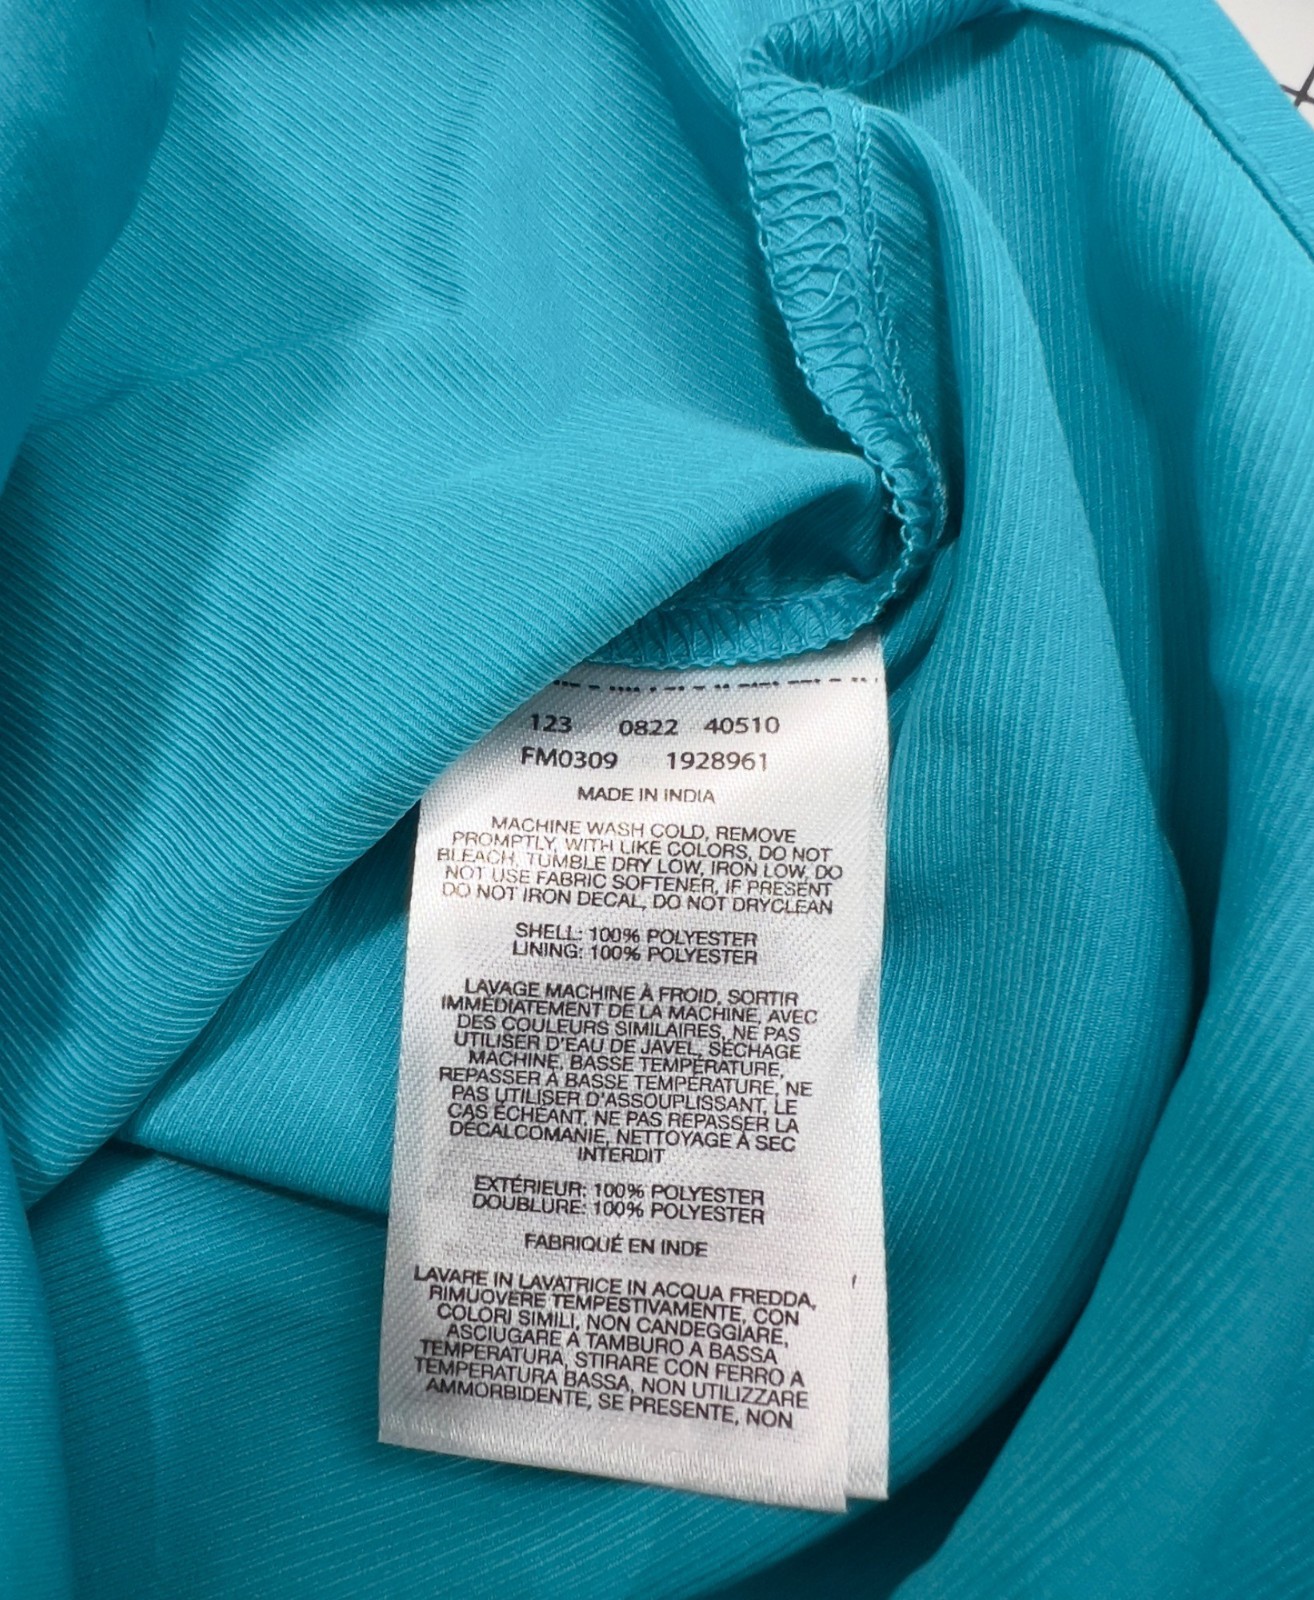 123 0822 40510
FM0309 1928961
MADE IN INDIA
MACHINE WASH COLD, REMOVE
PROMPTLY, WITH LIKE COLORS, DO NOT
BLEACH, TUMBLE DRY LOW, IRON LOW, DO
NOT USE FABRIC SOFTENER, IF PRESENT
DO NOT IRON DECAL, DO NOT DRYCLEAN
SHELL: 100% POLYESTER
LINING: 100% POLYESTER
LAVAGE MACHINE À FROID, SORTIR
IMMÉDIATEMENT DE LA MACHINE, AVEC
DES COULEURS SIMILAIRES, NE PAS
UTILISER D'EAU DE JAVEL, SÉCHAGE
MACHINE, BASSE TEMPÉRATURE,
REPASSER À BASSE TEMPÉRATURE, NE
PAS UTILISER D'ASSOUPLISSANT, LE
CAS ÉCHÉANT, NE PAS REPASSER LA
DÉCALCOMANIE, NETTOYAGE À SEC
INTERDIT
EXTÉRIEUR: 100% POLYESTER
DOUBLURE: 100% POLYESTER
FABRIQUÉ EN INDE
LAVARE IN LAVATRICE IN ACQUA FREDDA,
RIMUOVERE TEMPESTIVAMENTE, CON
COLORI SIMILI, NON CANDEGGIARE,
ASCIUGARE A TAMBURO A BASSA
TEMPERATURA, STIRARE CON FERRO A
TEMPERATURA BASSA, NON UTILIZZARE
AMMORBIDENTE, SE PRESENTE, NON